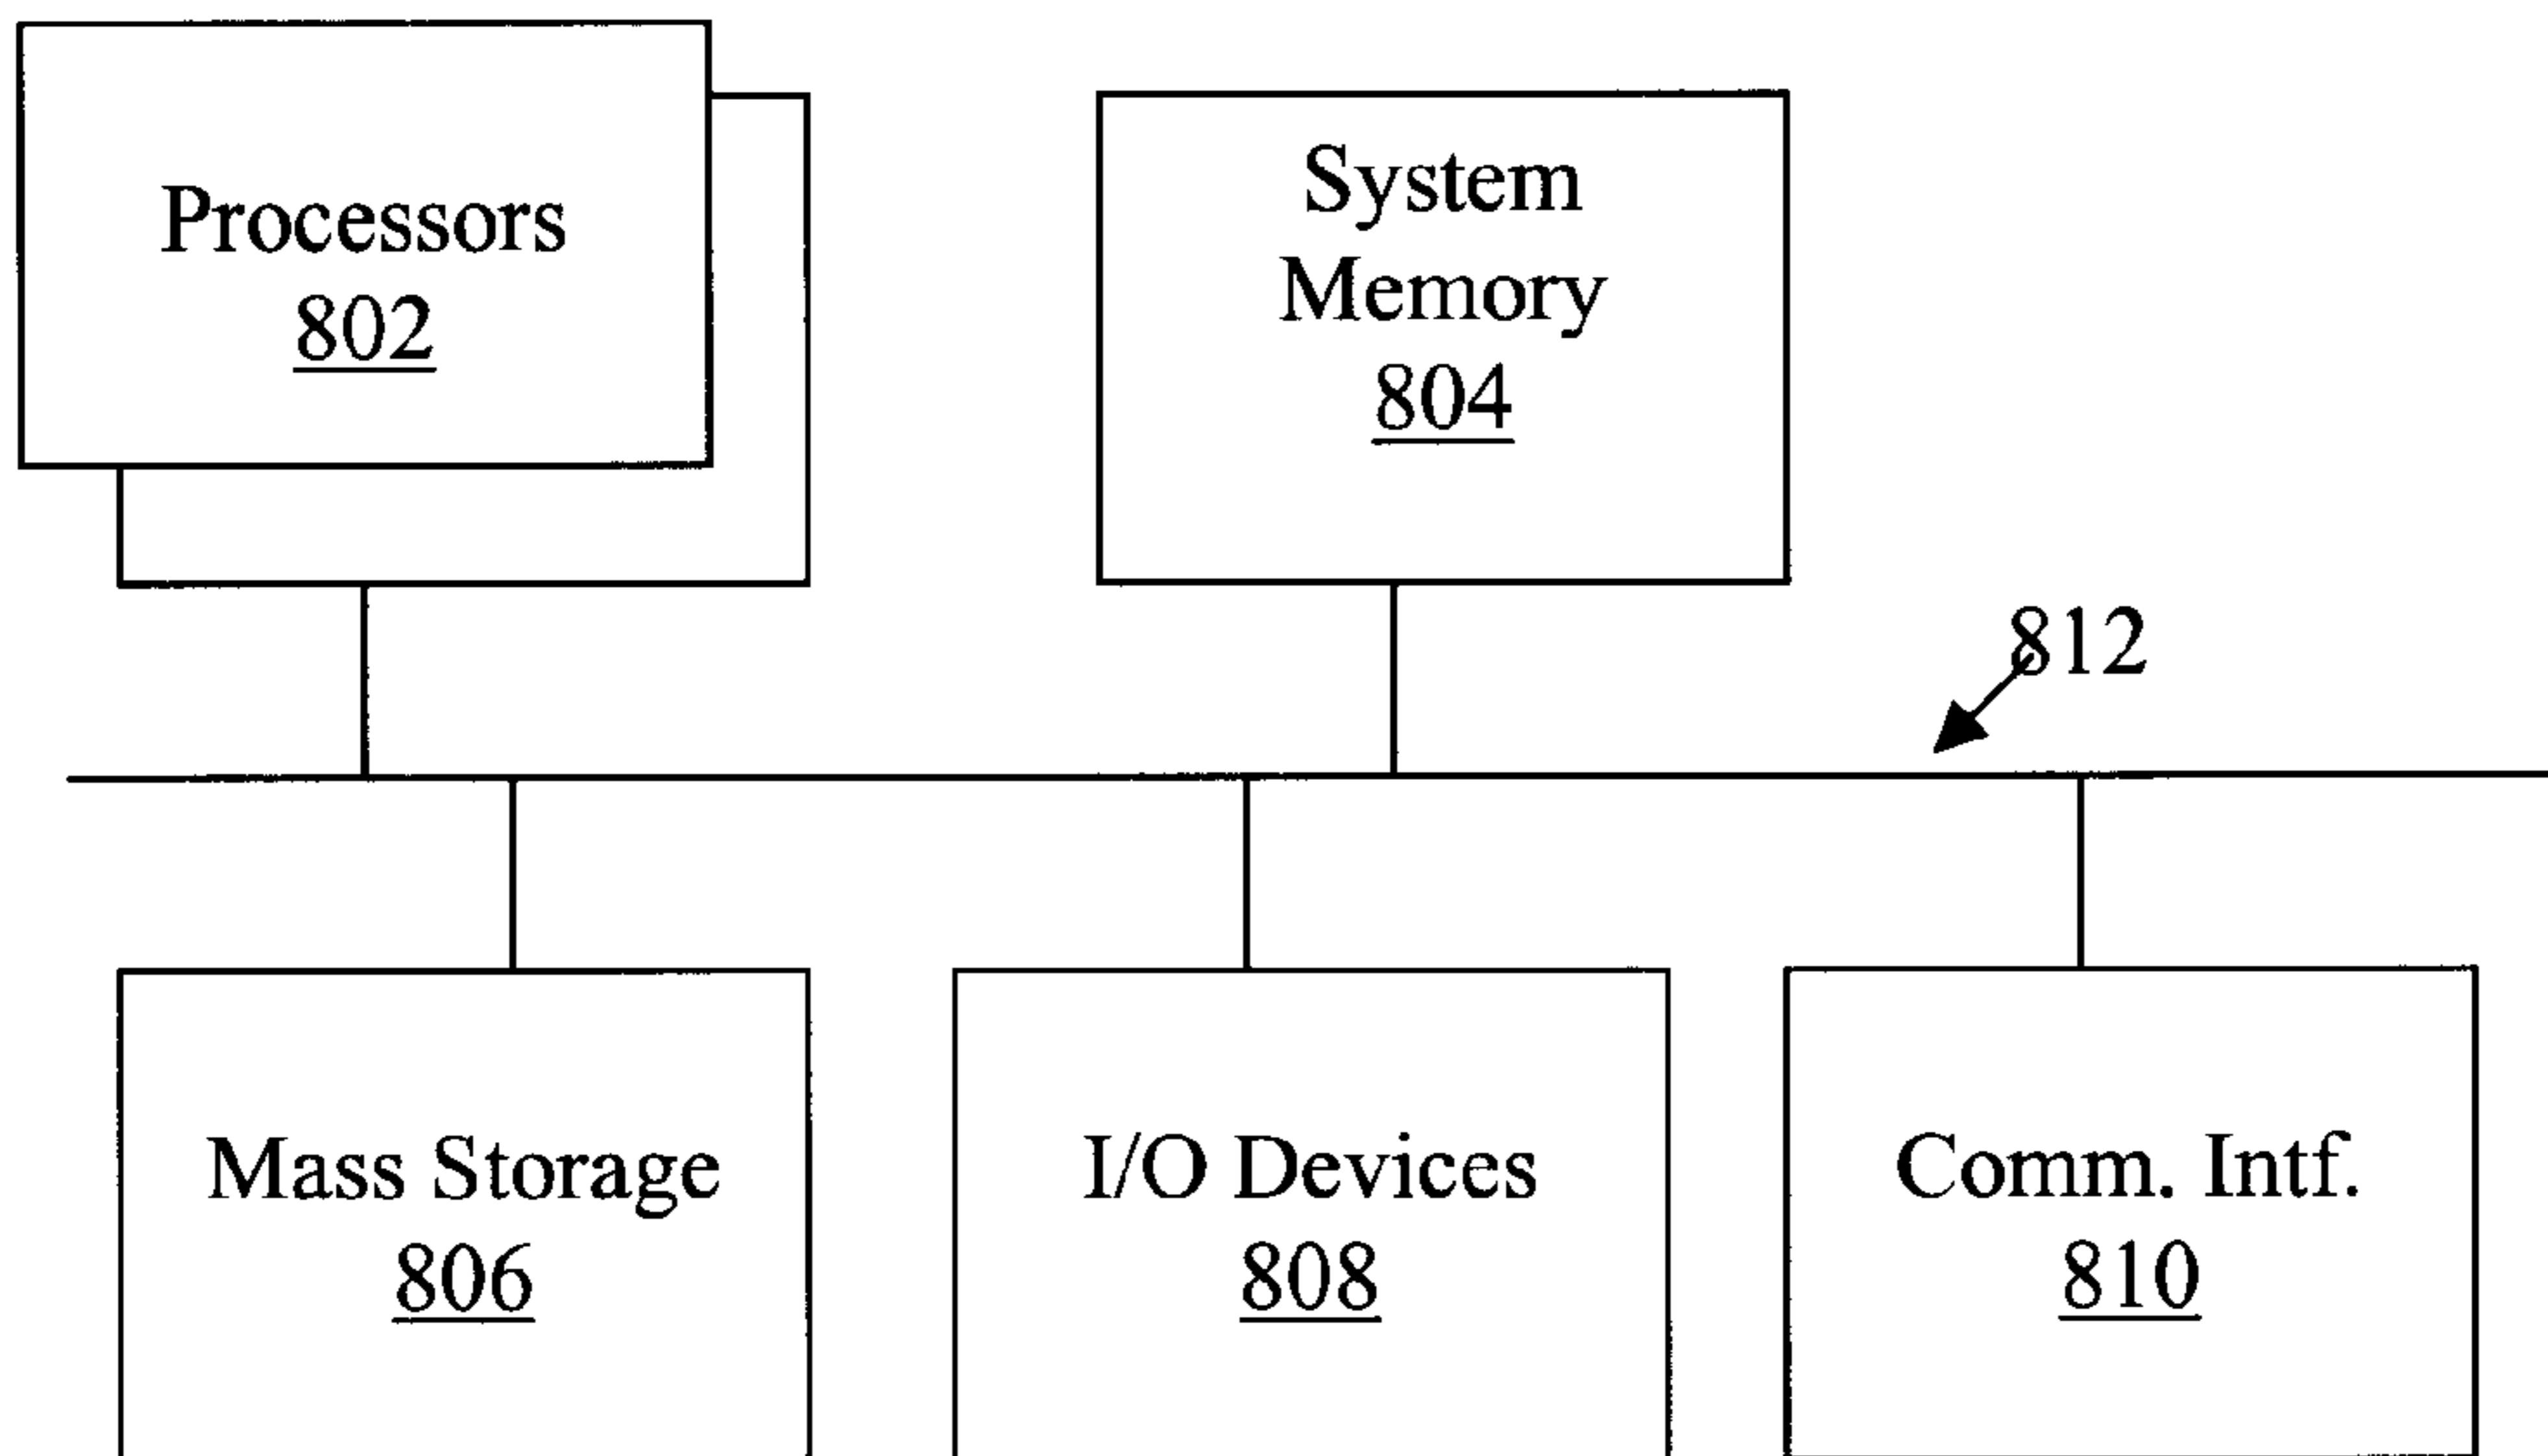 Processors
802
System
Memory
804
812
Mass Storage
806
I/O Devices
808
Comm. Intf.
810